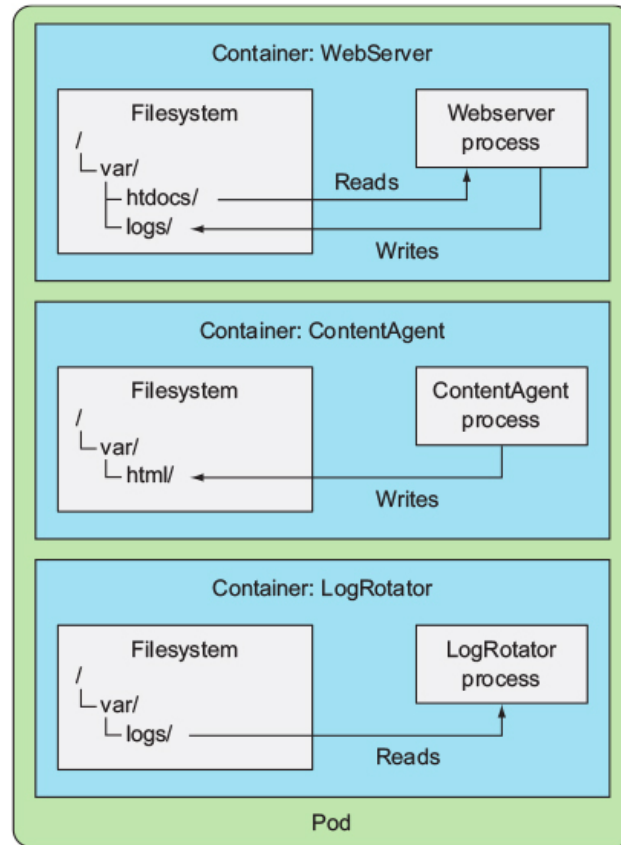 Container: WebServer
Filesystem
/
var/
htdocs/
logs/
Webserver
process
Reads
Writes
Container: ContentAgent
Filesystem
/
var/
html/
ContentAgent
process
Writes
Container: LogRotator
Filesystem
/
var/
logs/
LogRotator
process
Reads
Pod